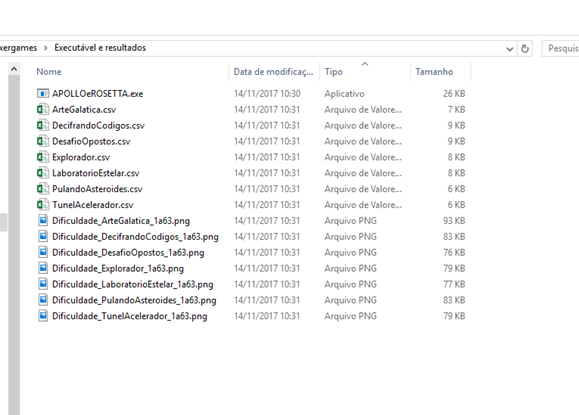 xergames > Executável e resultados Pesquis
Nome Data de modificaç... Tipo Tamanho
APOLLOeROSETTA.exe 14/11/2017 10:30 Aplicativo 26 KB
ArteGalatica.csv 14/11/2017 10:31 Arquivo de Valore... 7 KB
DecifrandoCodigos.csv 14/11/2017 10:31 Arquivo de Valore... 9 KB
DesafioOpostos.csv 14/11/2017 10:31 Arquivo de Valore... 9 KB
Explorador.csv 14/11/2017 10:31 Arquivo de Valore... 8 KB
LaboratorioEstelar.csv 14/11/2017 10:31 Arquivo de Valore... 8 KB
PulandoAsteroides.csv 14/11/2017 10:31 Arquivo de Valore... 6 KB
TunelAcelerador.csv 14/11/2017 10:31 Arquivo de Valore... 6 KB
Dificuldade_ArteGalatica_1a63.png 14/11/2017 10:31 Arquivo PNG 93 KB
Dificuldade_DecifrandoCodigos_1a63.png 14/11/2017 10:31 Arquivo PNG 83 KB
Dificuldade_DesafioOpostos_1a63.png 14/11/2017 10:31 Arquivo PNG 76 KB
Dificuldade_Explorador_1a63.png 14/11/2017 10:31 Arquivo PNG 79 KB
Dificuldade_LaboratorioEstelar_1a63.png 14/11/2017 10:31 Arquivo PNG 77 KB
Dificuldade_PulandoAsteroides_1a63.png 14/11/2017 10:31 Arquivo PNG 83 KB
Dificuldade_TunelAcelerador_1a63.png 14/11/2017 10:31 Arquivo PNG 79 KB